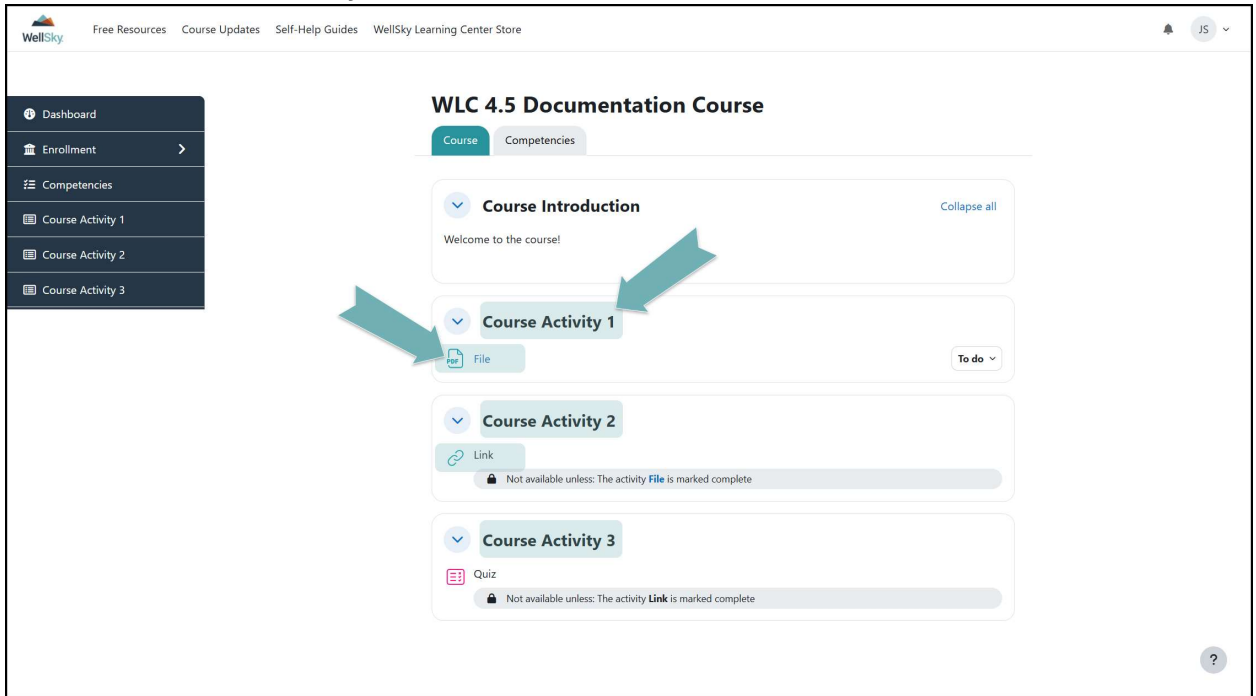 WellSky. Free Resources Course Updates Self-Help Guides WellSky Learning Center Store JS
Dashboard
Enrollment
Competencies
Course Activity 1
Course Activity 2
Course Activity 3
WLC 4.5 Documentation Course
Course Competencies
Course Introduction Collapse all
Welcome to the course!
Course Activity 1
PDF File To do
Course Activity 2
Link
Not available unless: The activity File is marked complete
Course Activity 3
Quiz
Not available unless: The activity Link is marked complete
?